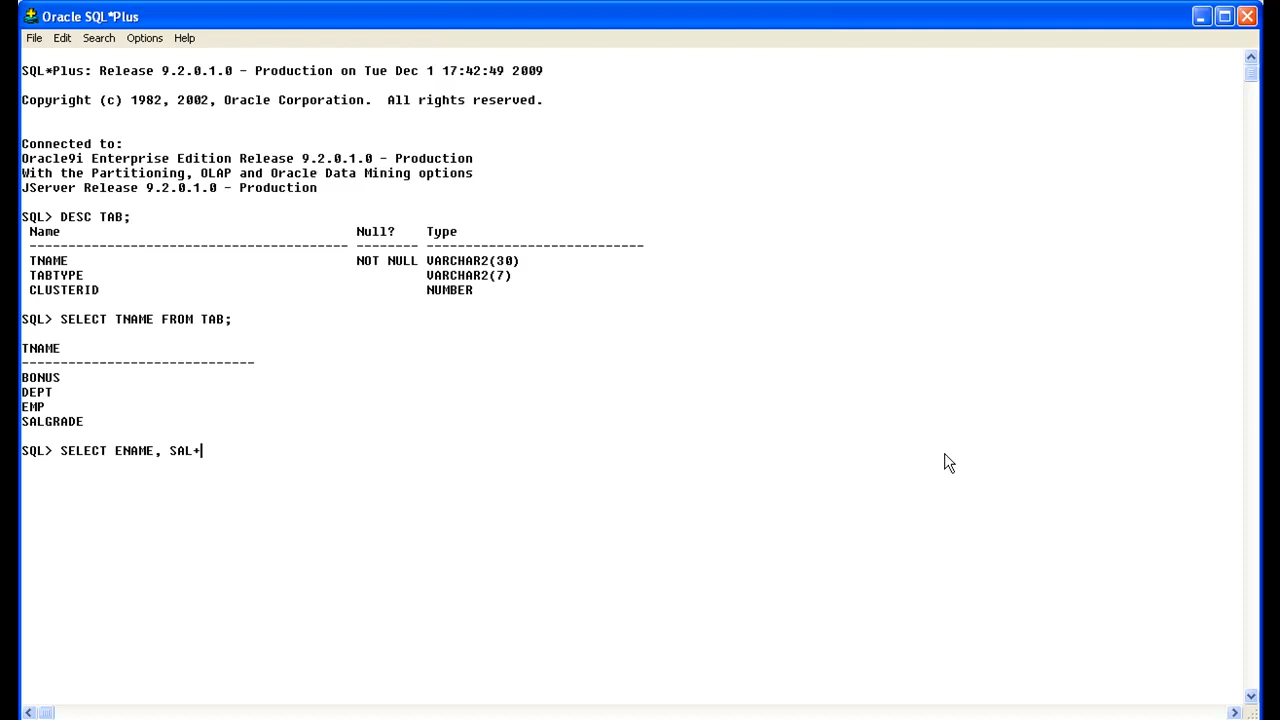 Oracle SQL*Plus
File Edit Search Options Help
SQL*Plus: Release 9.2.0.1.0 - Production on Tue Dec 1 17:42:49 2009
Copyright (c) 1982, 2002, Oracle Corporation.  All rights reserved.
Connected to:
Oracle9i Enterprise Edition Release 9.2.0.1.0 - Production
With the Partitioning, OLAP and Oracle Data Mining options
JServer Release 9.2.0.1.0 - Production
SQL> DESC TAB;
Name Null? Type
----------------------------------------- -------- ----------------------------
TNAME NOT NULL VARCHAR2(30)
TABTYPE VARCHAR2(7)
CLUSTERID NUMBER
SQL> SELECT TNAME FROM TAB;
TNAME
------------------------------
BONUS
DEPT
EMP
SALGRADE
SQL> SELECT ENAME, SAL+